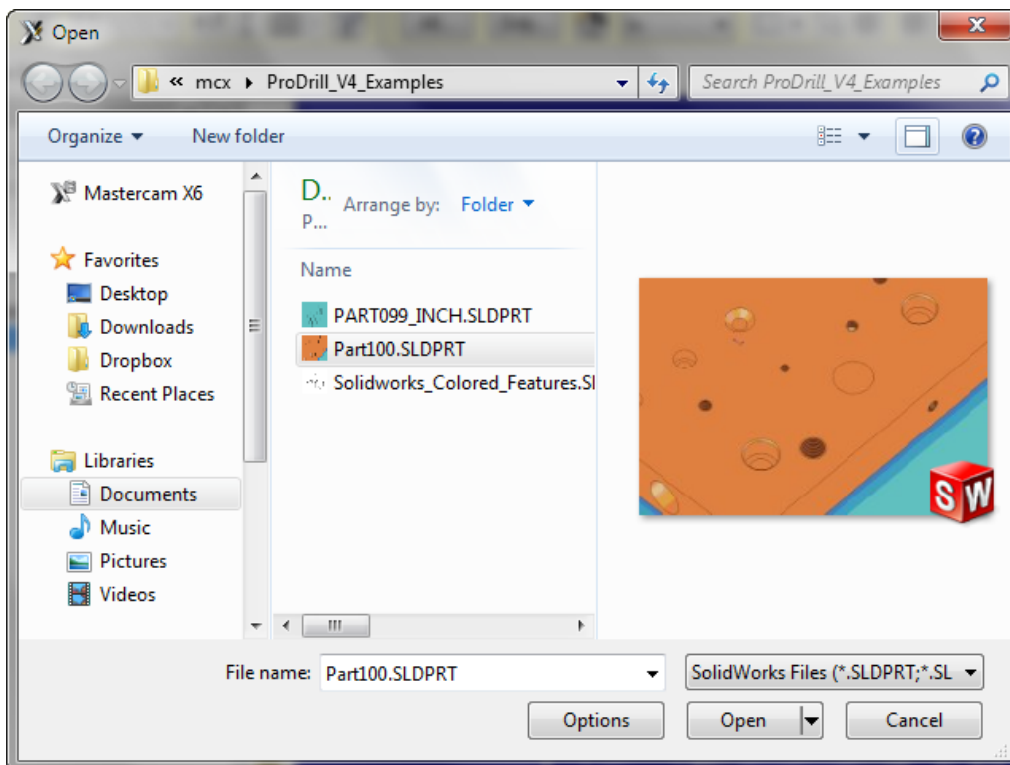 Open
« mcx ▸ ProDrill_V4_Examples
Search ProDrill_V4_Examples
Organize
New folder
Mastercam X6
Favorites
Desktop
Downloads
Dropbox
Recent Places
Libraries
Documents
Music
Pictures
Videos
D..
P...
Arrange by: Folder
Name
PART099_INCH.SLDPRT
Part100.SLDPRT
Solidworks_Colored_Features.Sl
SW
File name: Part100.SLDPRT
SolidWorks Files (*.SLDPRT;*.SL
Options
Open
Cancel